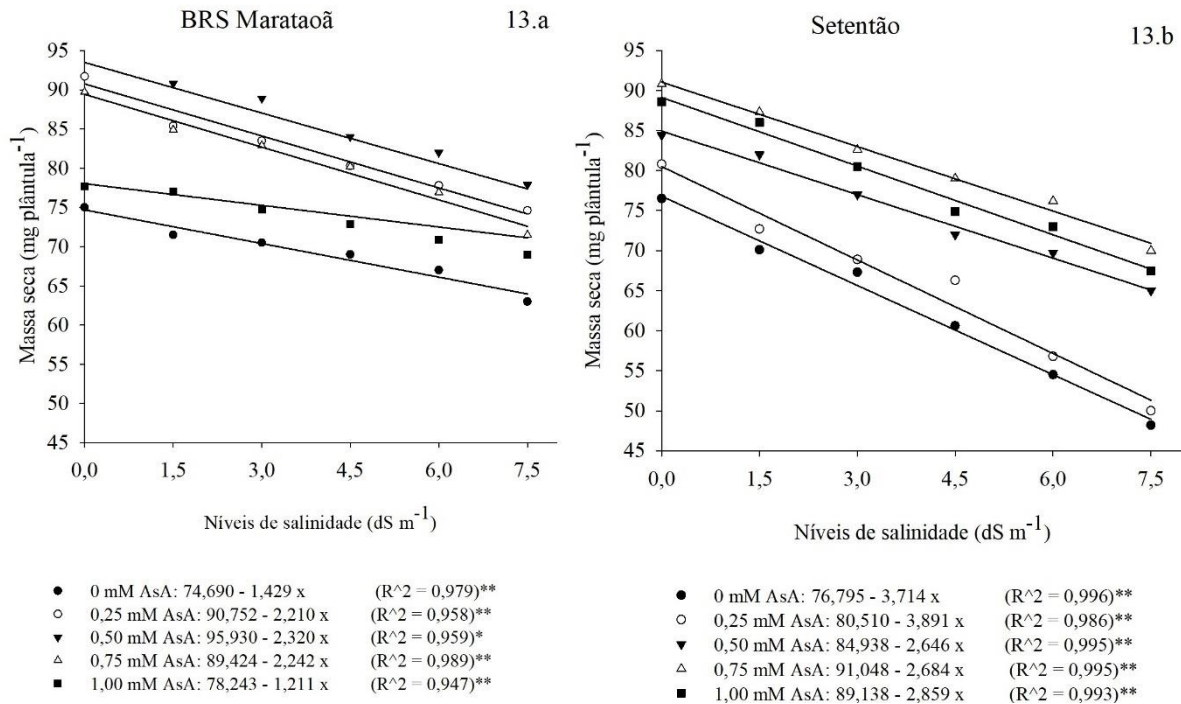 BRS Marataoã
13.a
Massa seca (mg plântula-1)
95
90
85
80
75
70
65
60
55
50
45
0,0 1,5 3,0 4,5 6,0 7,5
Níveis de salinidade (dS m-1)
0 mM AsA: 74,690 - 1,429 x (R^2 = 0,979)**
0,25 mM AsA: 90,752 - 2,210 x (R^2 = 0,958)**
0,50 mM AsA: 95,930 - 2,320 x (R^2 = 0,959)*
0,75 mM AsA: 89,424 - 2,242 x (R^2 = 0,989)**
1,00 mM AsA: 78,243 - 1,211 x (R^2 = 0,947)**
Setentão
13.b
Massa seca (mg plântula-1)
95
90
85
80
75
70
65
60
55
50
45
0,0 1,5 3,0 4,5 6,0 7,5
Níveis de salinidade (dS m-1)
0 mM AsA: 76,795 - 3,714 x (R^2 = 0,996)**
0,25 mM AsA: 80,510 - 3,891 x (R^2 = 0,986)**
0,50 mM AsA: 84,938 - 2,646 x (R^2 = 0,995)**
0,75 mM AsA: 91,048 - 2,684 x (R^2 = 0,995)**
1,00 mM AsA: 89,138 - 2,859 x (R^2 = 0,993)**